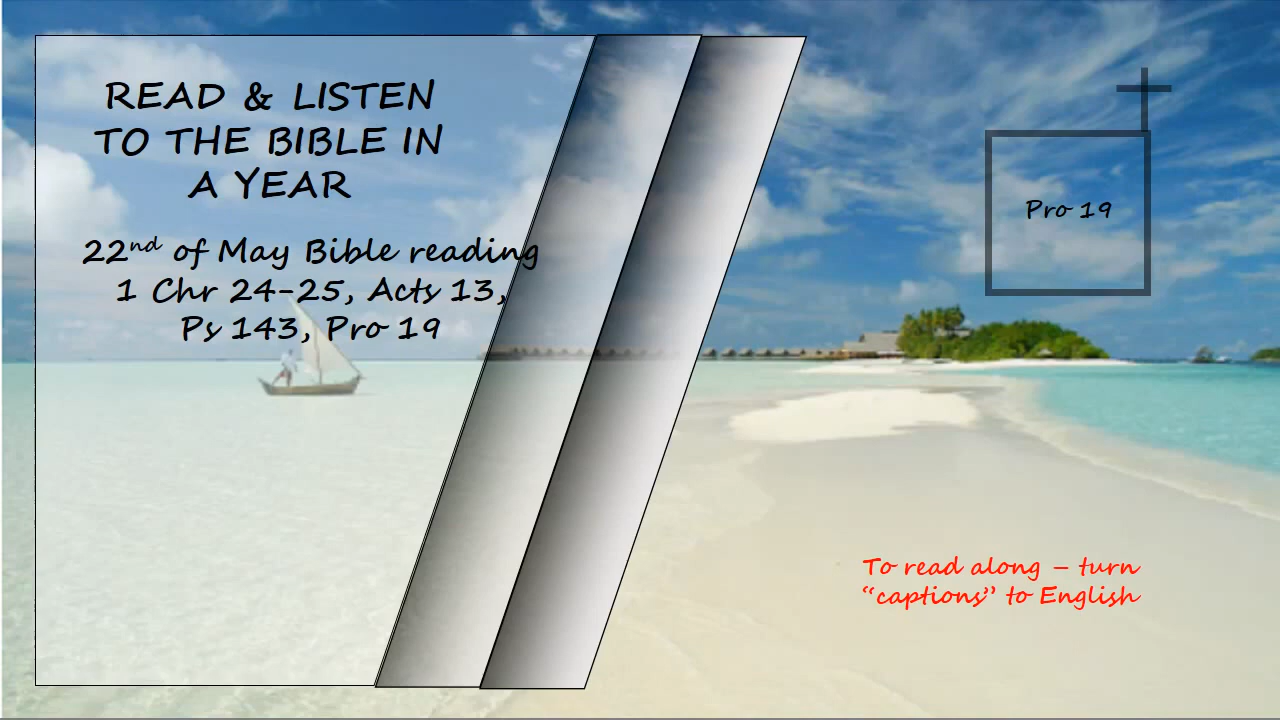 READ & LISTEN
TO THE BIBLE IN
A YEAR
22nd of May Bible reading
1 Chr 24-25, Acts 13,
Ps 143, Pro 19
Pro 19
To read along – turn
“captions” to English